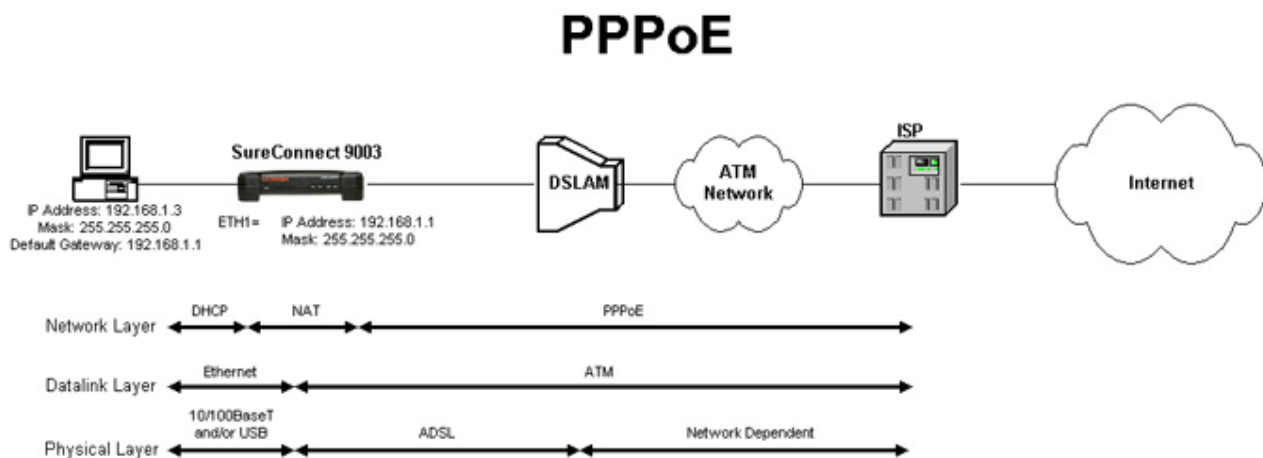 PPPoE
SureConnect 9003
DSLAM
ATM
Network
ISP
Internet
IP Address: 192.168.1.3
Mask: 255.255.255.0
Default Gateway: 192.168.1.1
ETH1= IP Address: 192.168.1.1
Mask: 255.255.255.0
Network Layer DHCP NAT PPPoE
Datalink Layer Ethernet ATM
10/100BaseT
and/or USB
Physical Layer ADSL Network Dependent